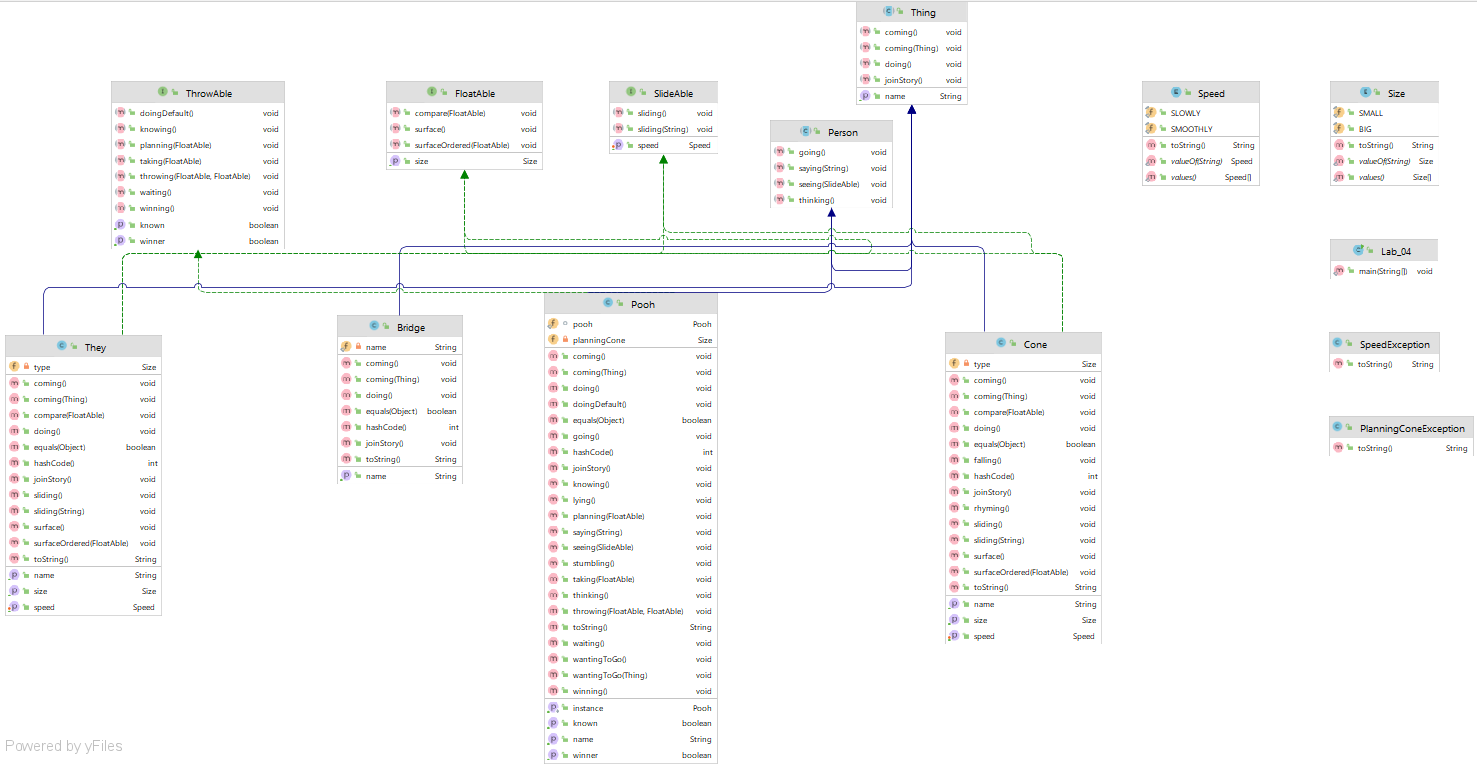 Thing
coming() void
coming(Thing) void
doing() void
joinStory() void
name String
ThrowAble
doingDefault() void
knowing() void
planning(FloatAble) void
taking(FloatAble) void
throwing(FloatAble, FloatAble) void
waiting() void
winning() void
known boolean
winner boolean
FloatAble
compare(FloatAble) void
surface() void
surfaceOrdered(FloatAble) void
size Size
SlideAble
sliding() void
sliding(String) void
speed Speed
Person
going() void
saying(String) void
seeing(SlideAble) void
thinking() void
Speed
SLOWLY
SMOOTHLY
toString() String
valueOf(String) Speed
values() Speed[]
Size
SMALL
BIG
toString() String
valueOf(String) Size
values() Size[]
Lab_04
main(String[]) void
They
type Size
coming() void
coming(Thing) void
compare(FloatAble) void
doing() void
equals(Object) boolean
hashCode() int
joinStory() void
sliding() void
sliding(String) void
surface() void
surfaceOrdered(FloatAble) void
toString() String
name String
size Size
speed Speed
Bridge
name String
coming() void
coming(Thing) void
doing() void
equals(Object) boolean
hashCode() int
joinStory() void
toString() String
name String
Pooh
pooh Pooh
planningCone Size
coming() void
coming(Thing) void
doing() void
doingDefault() void
equals(Object) boolean
going() void
hashCode() int
joinStory() void
knowing() void
lying() void
planning(FloatAble) void
saying(String) void
seeing(SlideAble) void
stumbling() void
taking(FloatAble) void
thinking() void
throwing(FloatAble, FloatAble) void
toString() String
waiting() void
wantingToGo() void
wantingToGo(Thing) void
winning() void
instance Pooh
known boolean
name String
winner boolean
Cone
type Size
coming() void
coming(Thing) void
compare(FloatAble) void
doing() void
equals(Object) boolean
falling() void
hashCode() int
joinStory() void
rhyming() void
sliding() void
sliding(String) void
surface() void
surfaceOrdered(FloatAble) void
toString() String
name String
size Size
speed Speed
SpeedException
toString() String
PlanningConeException
toString() String
Powered by yFiles